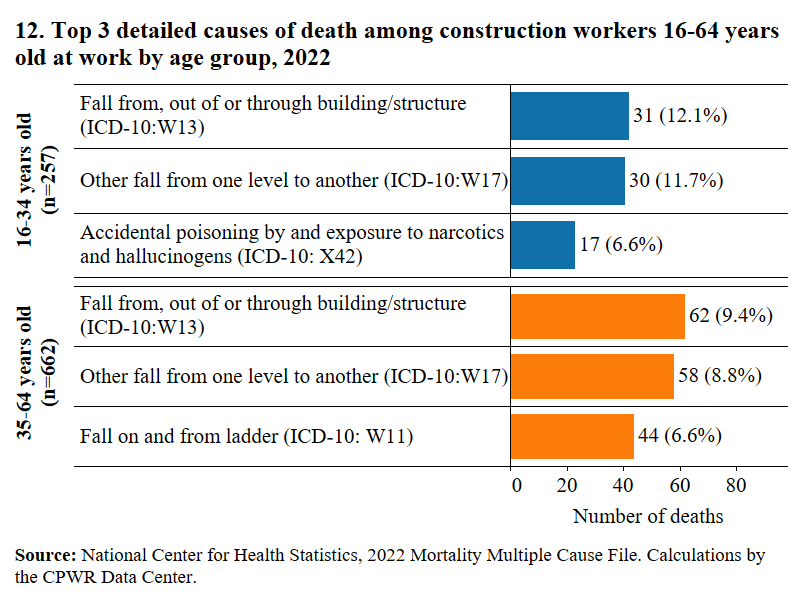 12. Top 3 detailed causes of death among construction workers 16-64 years
old at work by age group, 2022
16-34 years old
(n=257)
Fall from, out of or through building/structure
(ICD-10:W13)
31 (12.1%)
Other fall from one level to another (ICD-10:W17)
30 (11.7%)
Accidental poisoning by and exposure to narcotics
and hallucinogens (ICD-10: X42)
17 (6.6%)
35-64 years old
(n=662)
Fall from, out of or through building/structure
(ICD-10:W13)
62 (9.4%)
Other fall from one level to another (ICD-10:W17)
58 (8.8%)
Fall on and from ladder (ICD-10: W11)
44 (6.6%)
0 20 40 60 80
Number of deaths
Source: National Center for Health Statistics, 2022 Mortality Multiple Cause File. Calculations by
the CPWR Data Center.